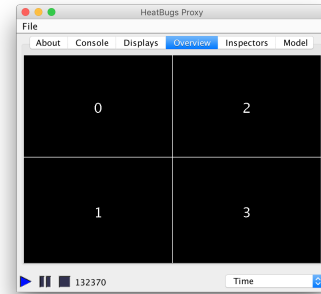 HeatBugs Proxy
File
About Console Displays Overview Inspectors Model
0 2
1 3
132370 Time